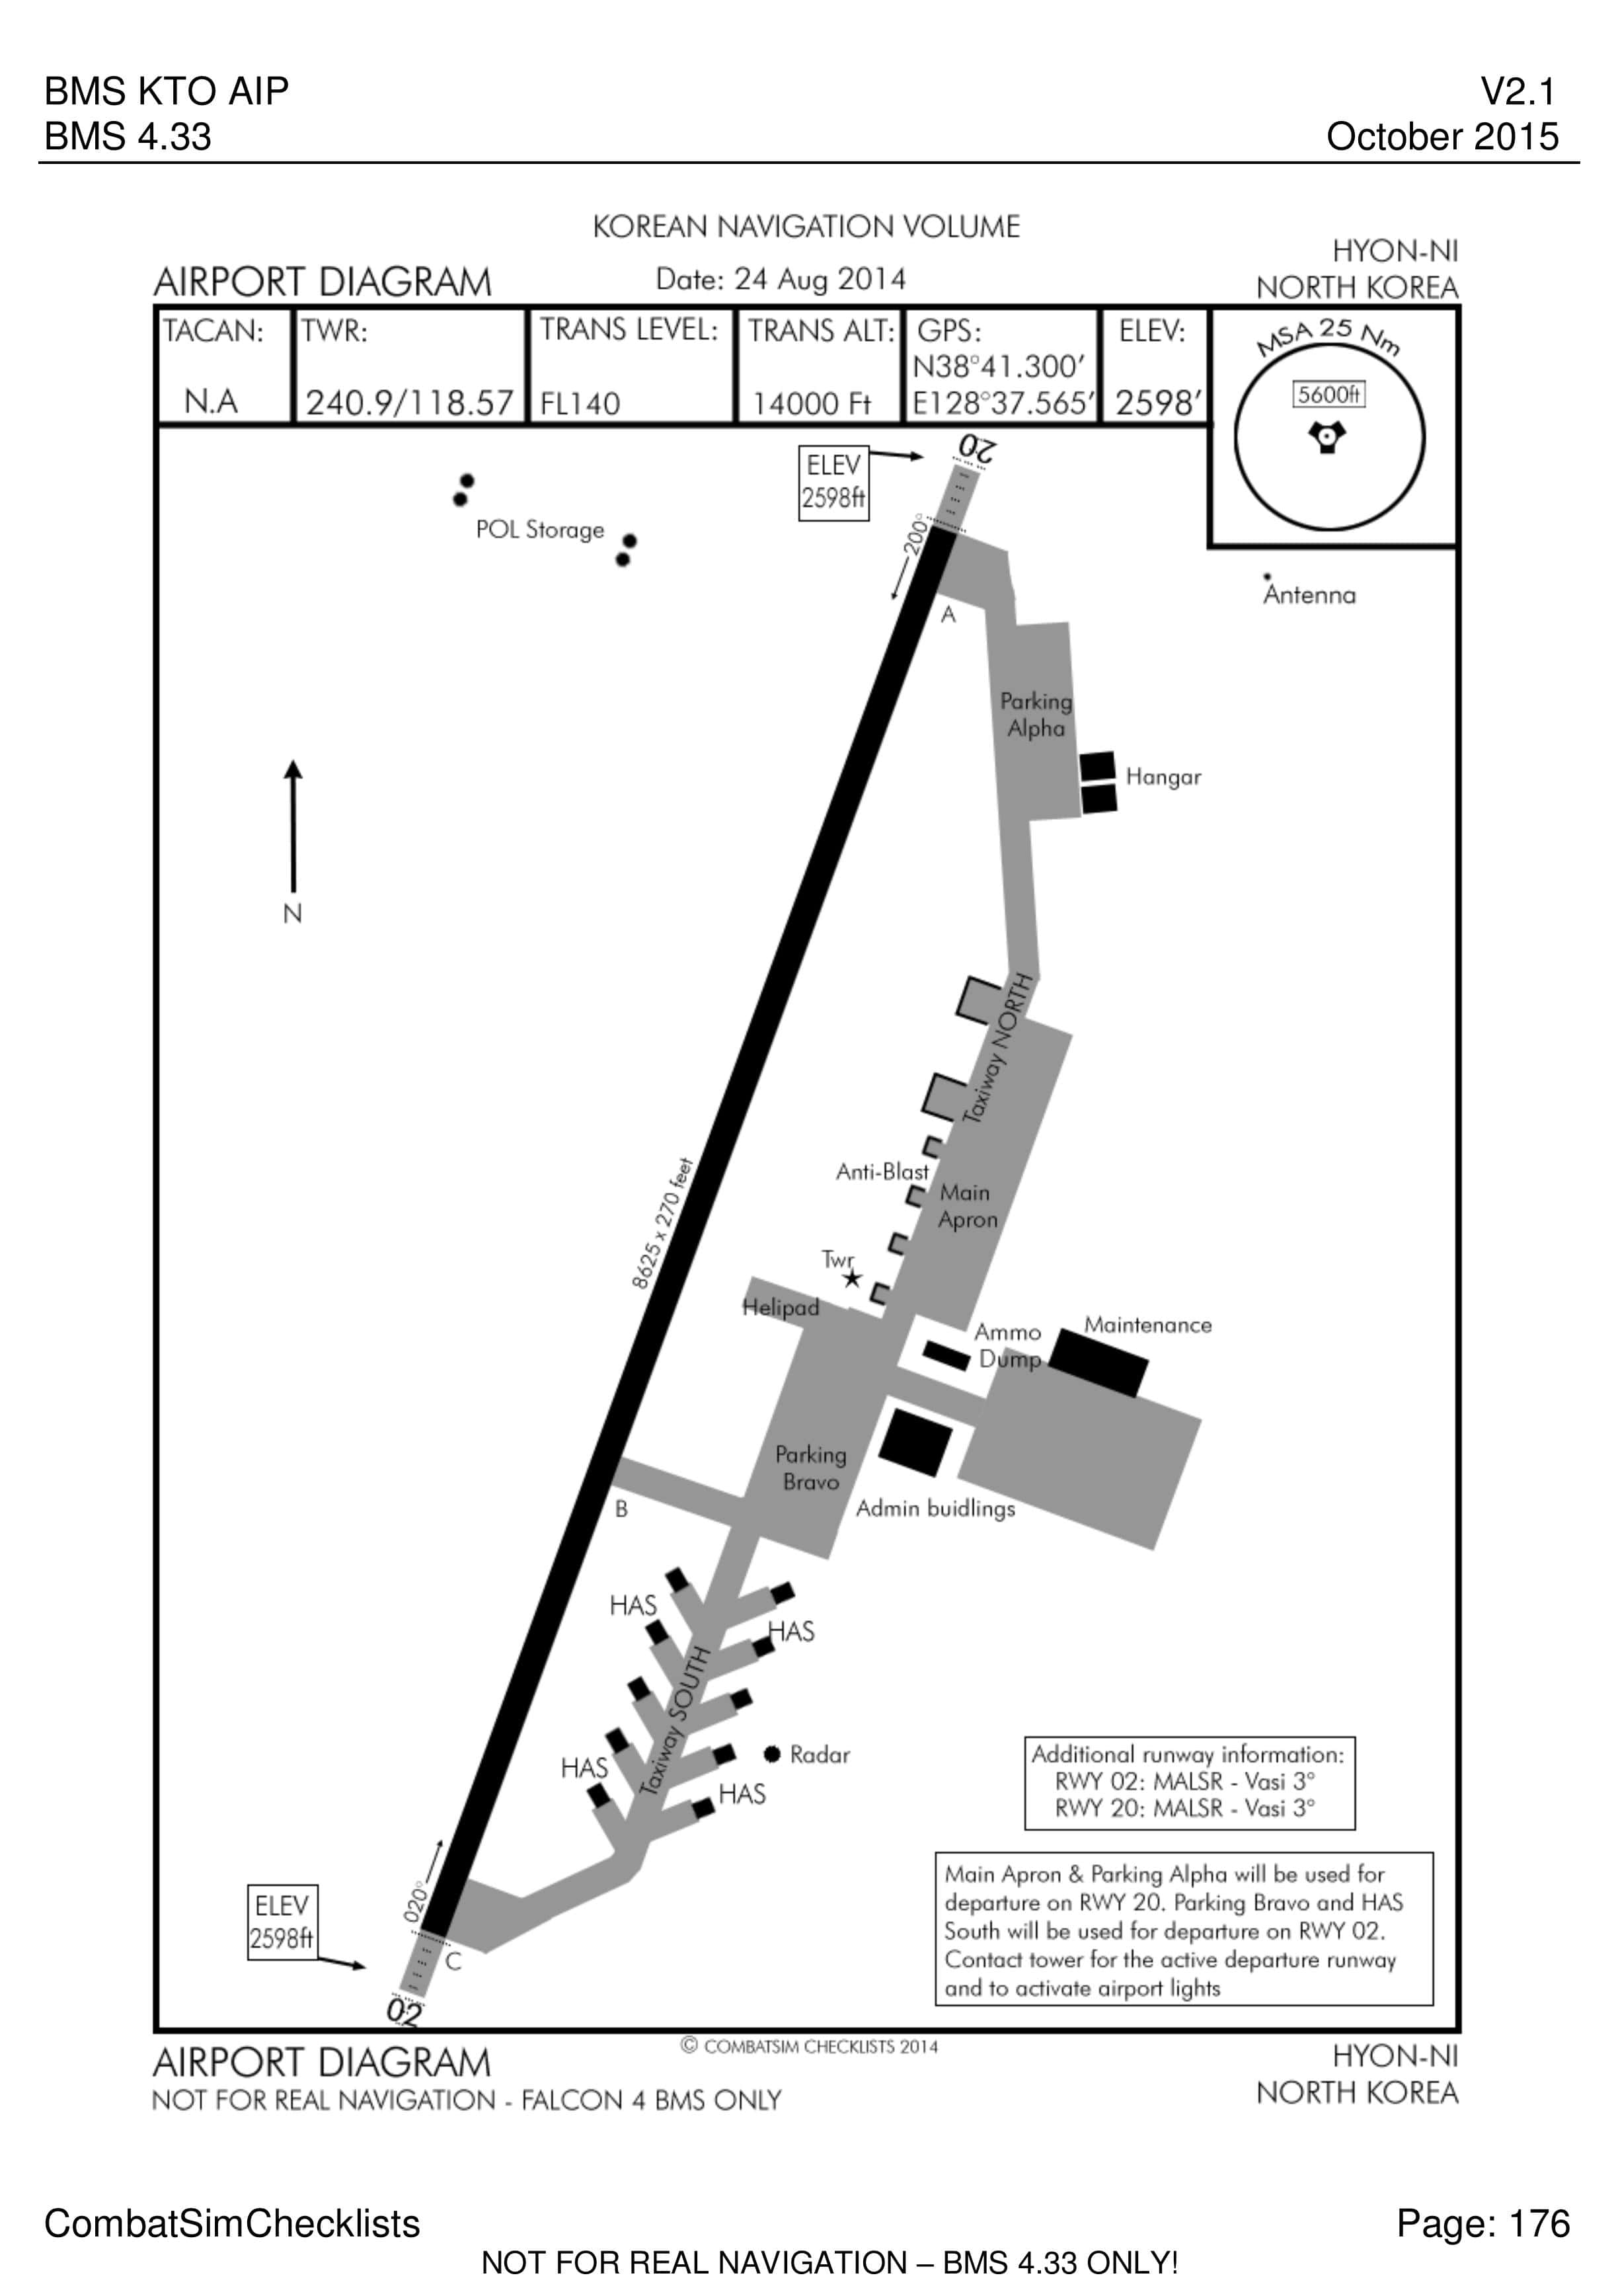 BMS KTO AIP
V2.1
BMS 4.33
October 2015
KOREAN NAVIGATION VOLUME
HYON-NI
AIRPORT DIAGRAM
Date: 24 Aug 2014
NORTH KOREA
TACAN:
N.A
TWR:
240.9/118.57
TRANS LEVEL:
FL140
TRANS ALT:
14000 Ft
GPS:
N38°41.300'
E128°37.565'
ELEV:
2598'
MSA 25 Nm
5600ft
20
ELEV
2598ft
200°
POL Storage
Antenna
A
Parking
Alpha
Hangar
N
Taxiway NORTH
Anti-Blast
Main
Apron
8625 x 270 feet
Twr
Helipad
Ammo
Dump
Maintenance
Parking
Bravo
Admin buidlings
B
HAS
HAS
Taxiway SOUTH
Radar
HAS
HAS
Additional runway information:
RWY 02: MALSR - Vasi 3°
RWY 20: MALSR - Vasi 3°
Main Apron & Parking Alpha will be used for
departure on RWY 20. Parking Bravo and HAS
South will be used for departure on RWY 02.
Contact tower for the active departure runway
and to activate airport lights
020°
ELEV
2598ft
C
02
© COMBATSIM CHECKLISTS 2014
AIRPORT DIAGRAM
HYON-NI
NOT FOR REAL NAVIGATION - FALCON 4 BMS ONLY
NORTH KOREA
CombatSimChecklists
Page: 176
NOT FOR REAL NAVIGATION – BMS 4.33 ONLY!